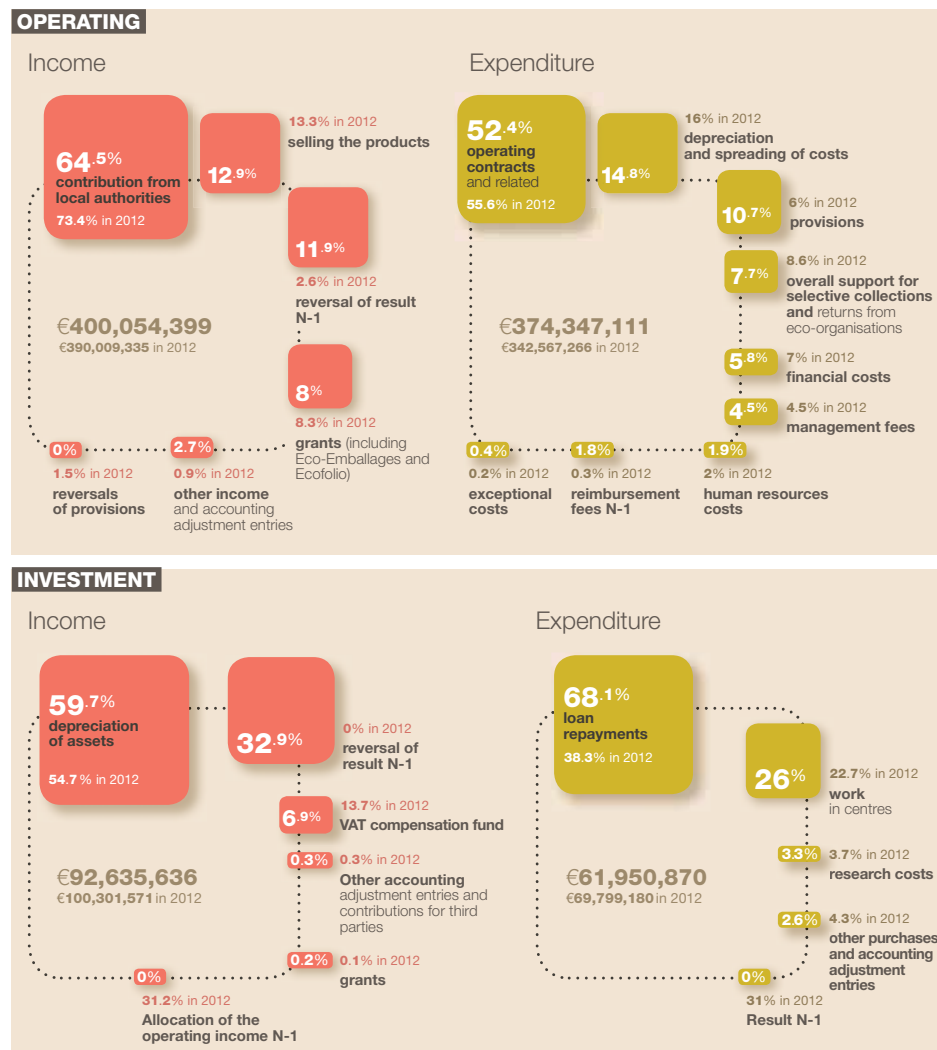 OPERATING
Income
64.5%
contribution from
local authorities
73.4% in 2012
12.9%
13.3% in 2012
selling the products
11.9%
2.6% in 2012
reversal of result
N-1
8%
8.3% in 2012
grants (including
Eco-Emballages and
Ecofolio)
2.7%
0.9% in 2012
other income
and accounting
adjustment entries
0%
1.5% in 2012
reversals
of provisions
€400,054,399
€390,009,335 in 2012
Expenditure
52.4%
operating
contracts
and related
55.6% in 2012
14.8%
16% in 2012
depreciation
and spreading of costs
10.7%
6% in 2012
provisions
7.7%
8.6% in 2012
overall support for
selective collections
and returns from
eco-organisations
5.8%
7% in 2012
financial costs
4.5%
4.5% in 2012
management fees
1.9%
2% in 2012
human resources
costs
1.8%
0.3% in 2012
reimbursement
fees N-1
0.4%
0.2% in 2012
exceptional
costs
€374,347,111
€342,567,266 in 2012
INVESTMENT
Income
59.7%
depreciation
of assets
54.7% in 2012
32.9%
0% in 2012
reversal of
result N-1
6.9%
13.7% in 2012
VAT compensation fund
0.3%
0.3% in 2012
Other accounting
adjustment entries and
contributions for third
parties
0.2%
0.1% in 2012
grants
0%
31.2% in 2012
Allocation of the
operating income N-1
€92,635,636
€100,301,571 in 2012
Expenditure
68.1%
loan
repayments
38.3% in 2012
26%
22.7% in 2012
work
in centres
3.3%
3.7% in 2012
research costs
2.6%
4.3% in 2012
other purchases
and accounting
adjustment
entries
0%
31% in 2012
Result N-1
€61,950,870
€69,799,180 in 2012